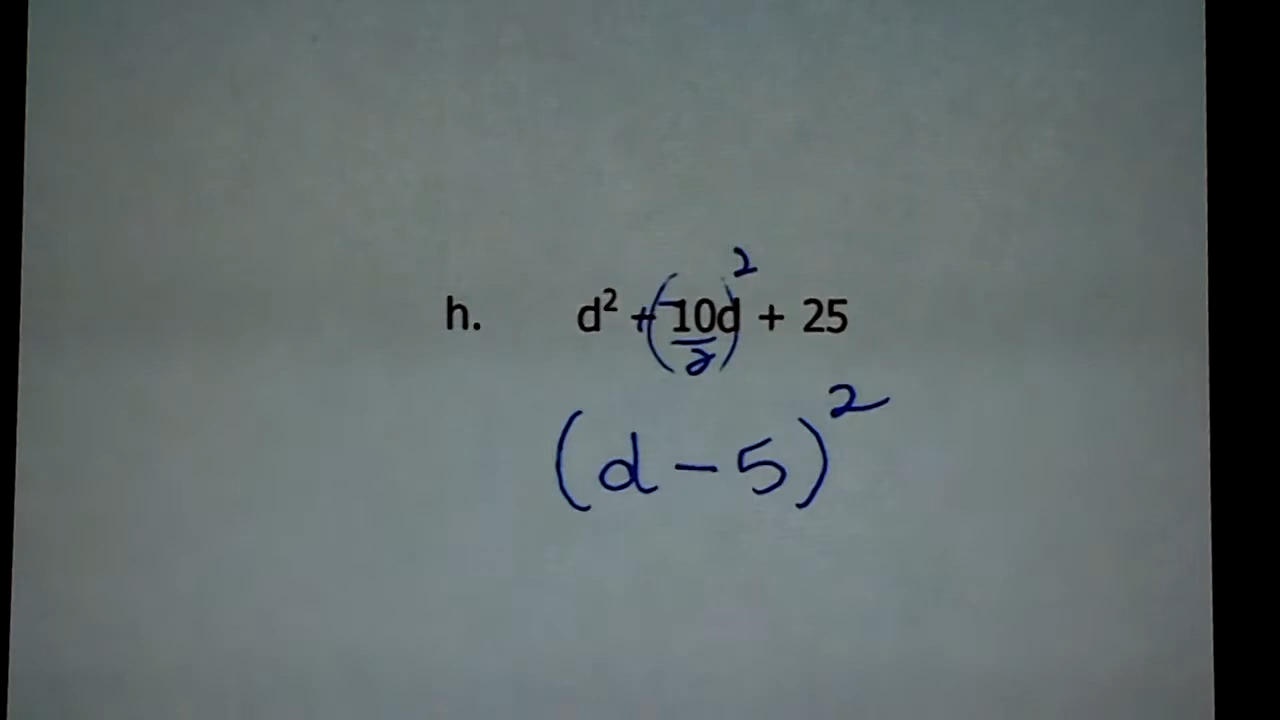 h. d² + (-10d/2)² + 25
(d - 5)²